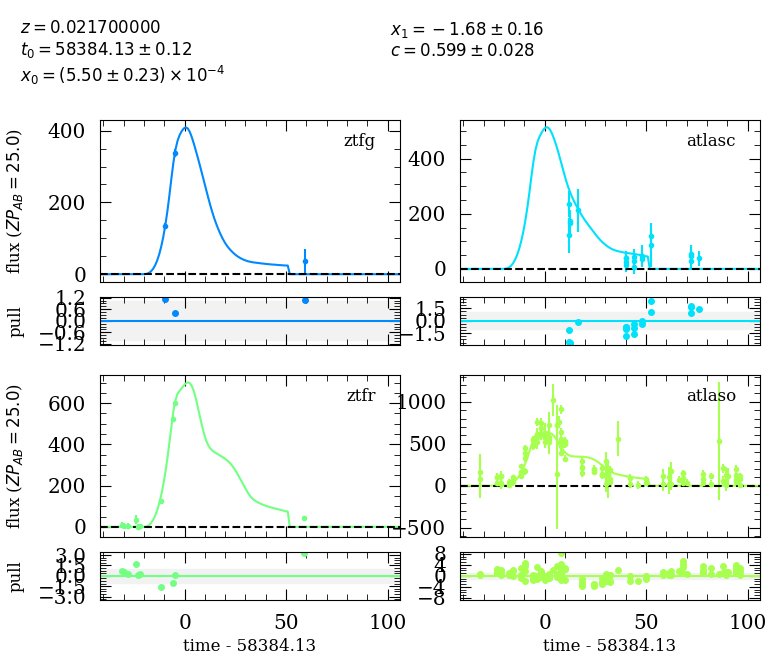 z = 0.021700000
t₀ = 58384.13 ± 0.12
x₀ = (5.50 ± 0.23) × 10⁻⁴
x₁ = −1.68 ± 0.16
c = 0.599 ± 0.028
flux (ZP_AB = 25.0)
400
200
0
ztfg
400
200
0
atlasc
pull
1.2
0.6
0.0
−0.6
−1.2
1.5
0.0
−1.5
flux (ZP_AB = 25.0)
600
400
200
0
ztfr
1000
500
0
−500
atlaso
pull
3.0
1.5
0.0
−1.5
−3.0
8
4
0
−4
−8
0 50 100
0 50 100
time - 58384.13
time - 58384.13